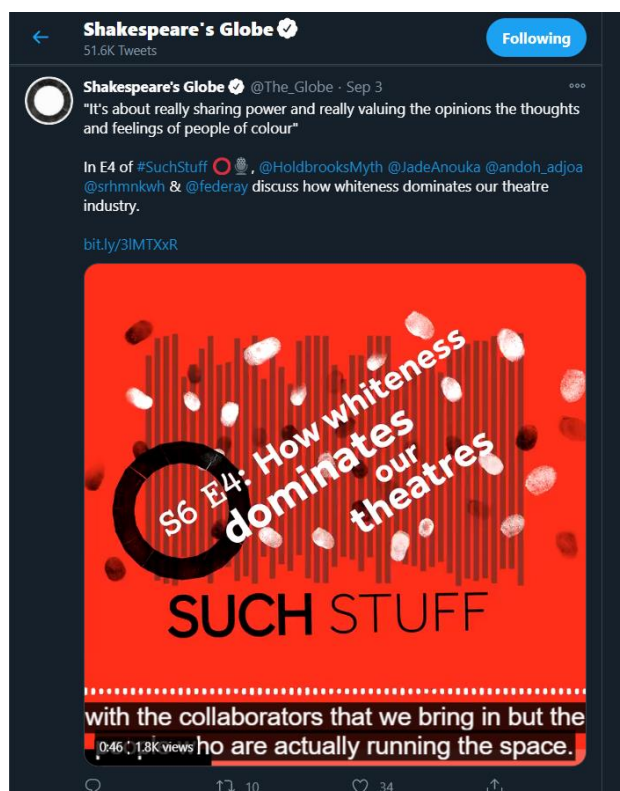 Shakespeare's Globe
51.6K Tweets
Following
Shakespeare's Globe @The_Globe · Sep 3
"It's about really sharing power and really valuing the opinions the thoughts
and feelings of people of colour"
In E4 of #SuchStuff ⭕🎙, @HoldbrooksMyth @JadeAnouka @andoh_adjoa
@srhmnkwh & @federay discuss how whiteness dominates our theatre
industry.
bit.ly/3lMTXxR
S6 E4: How whiteness
dominates
our
theatres
SUCH STUFF
with the collaborators that we bring in but the
0:46 1.8K views ho are actually running the space.
10 34